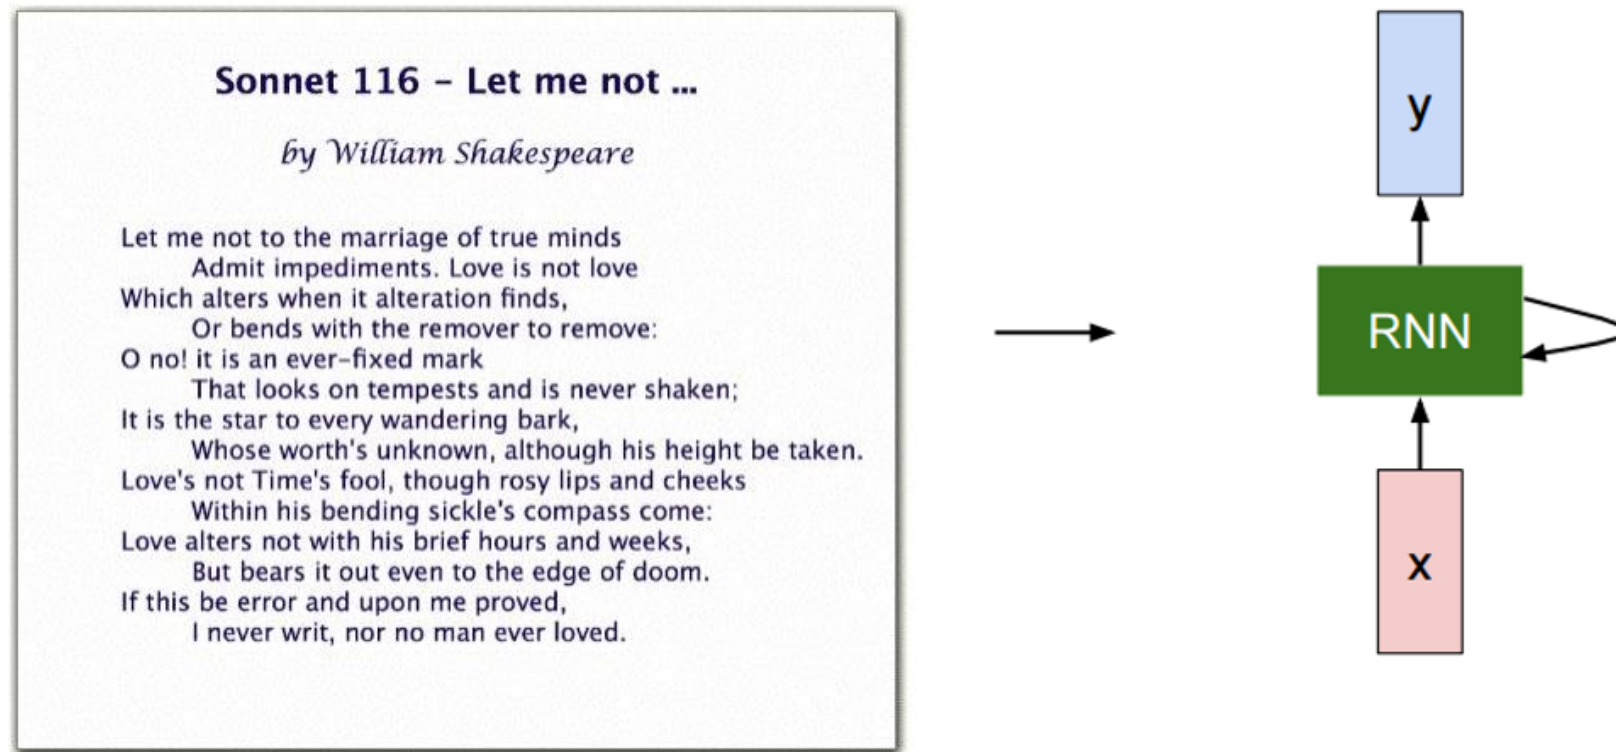 Sonnet 116 – Let me not ...
by William Shakespeare
Let me not to the marriage of true minds
Admit impediments. Love is not love
Which alters when it alteration finds,
Or bends with the remover to remove:
O no! it is an ever–fixed mark
That looks on tempests and is never shaken;
It is the star to every wandering bark,
Whose worth's unknown, although his height be taken.
Love's not Time's fool, though rosy lips and cheeks
Within his bending sickle's compass come:
Love alters not with his brief hours and weeks,
But bears it out even to the edge of doom.
If this be error and upon me proved,
I never writ, nor no man ever loved.
y
RNN
x